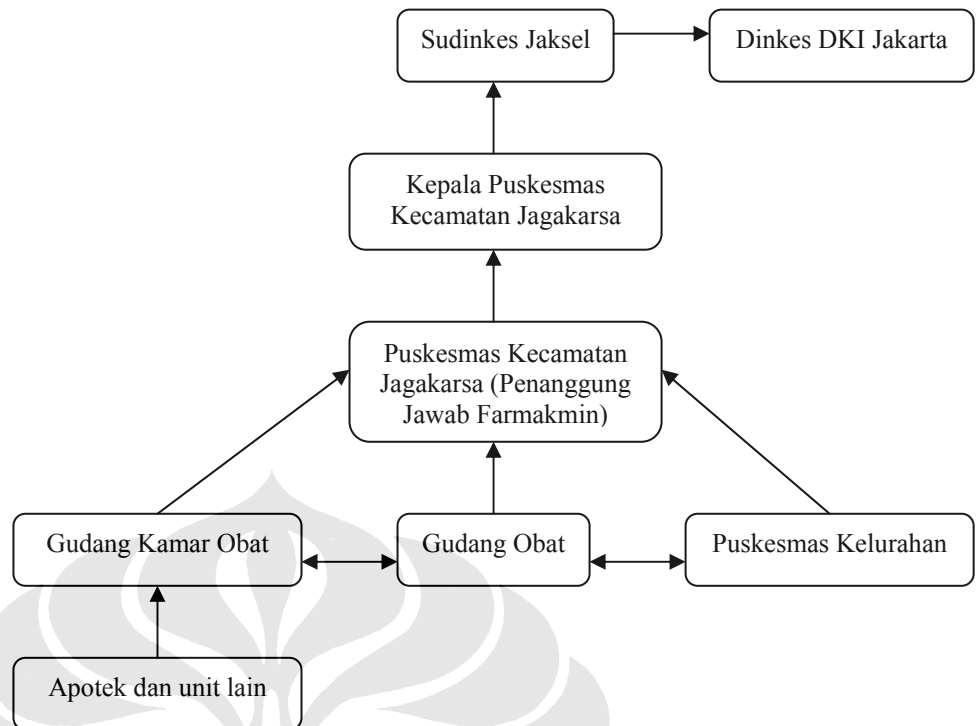 Sudinkes Jaksel
Dinkes DKI Jakarta
Kepala Puskesmas
Kecamatan Jagakarsa
Puskesmas Kecamatan
Jagakarsa (Penanggung
Jawab Farmakmin)
Gudang Kamar Obat
Gudang Obat
Puskesmas Kelurahan
Apotek dan unit lain